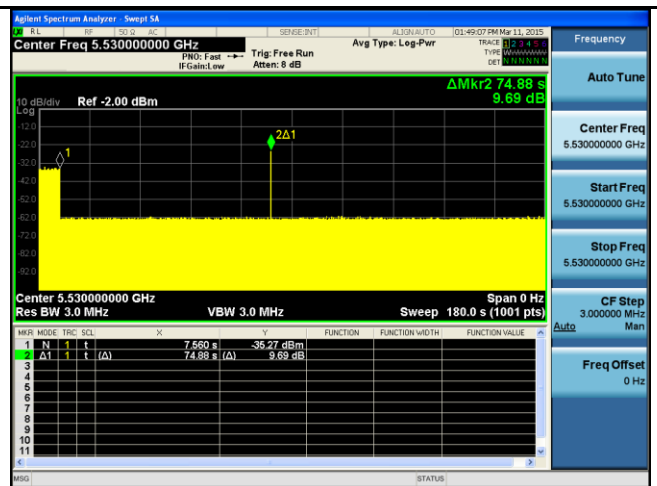 Agilent Spectrum Analyzer - Swept SA
RL RF 50 Ω AC SENSE:INT ALIGN AUTO 01:49:07 PM Mar 11, 2015
Center Freq 5.530000000 GHz Avg Type: Log-Pwr TRACE 1 2 3 4 5 6
PNO: Fast Trig: Free Run TYPE
IFGain:Low Atten: 8 dB DET N N N N N N
ΔMkr2 74.88 s
10 dB/div Ref -2.00 dBm 9.69 dB
Log
-12.0
2Δ1
-22.0
1
-32.0
-42.0
-52.0
-62.0
-72.0
-82.0
-92.0
Center 5.530000000 GHz Span 0 Hz
Res BW 3.0 MHz VBW 3.0 MHz Sweep 180.0 s (1001 pts)
MKR MODE TRC SCL X Y FUNCTION FUNCTION WIDTH FUNCTION VALUE
1 N 1 t 7.560 s -35.27 dBm
2 Δ1 1 t (Δ) 74.88 s (Δ) 9.69 dB
3
4
5
6
7
8
9
10
11
MSG STATUS
Frequency
Auto Tune
Center Freq
5.530000000 GHz
Start Freq
5.530000000 GHz
Stop Freq
5.530000000 GHz
CF Step
3.000000 MHz
Auto Man
Freq Offset
0 Hz